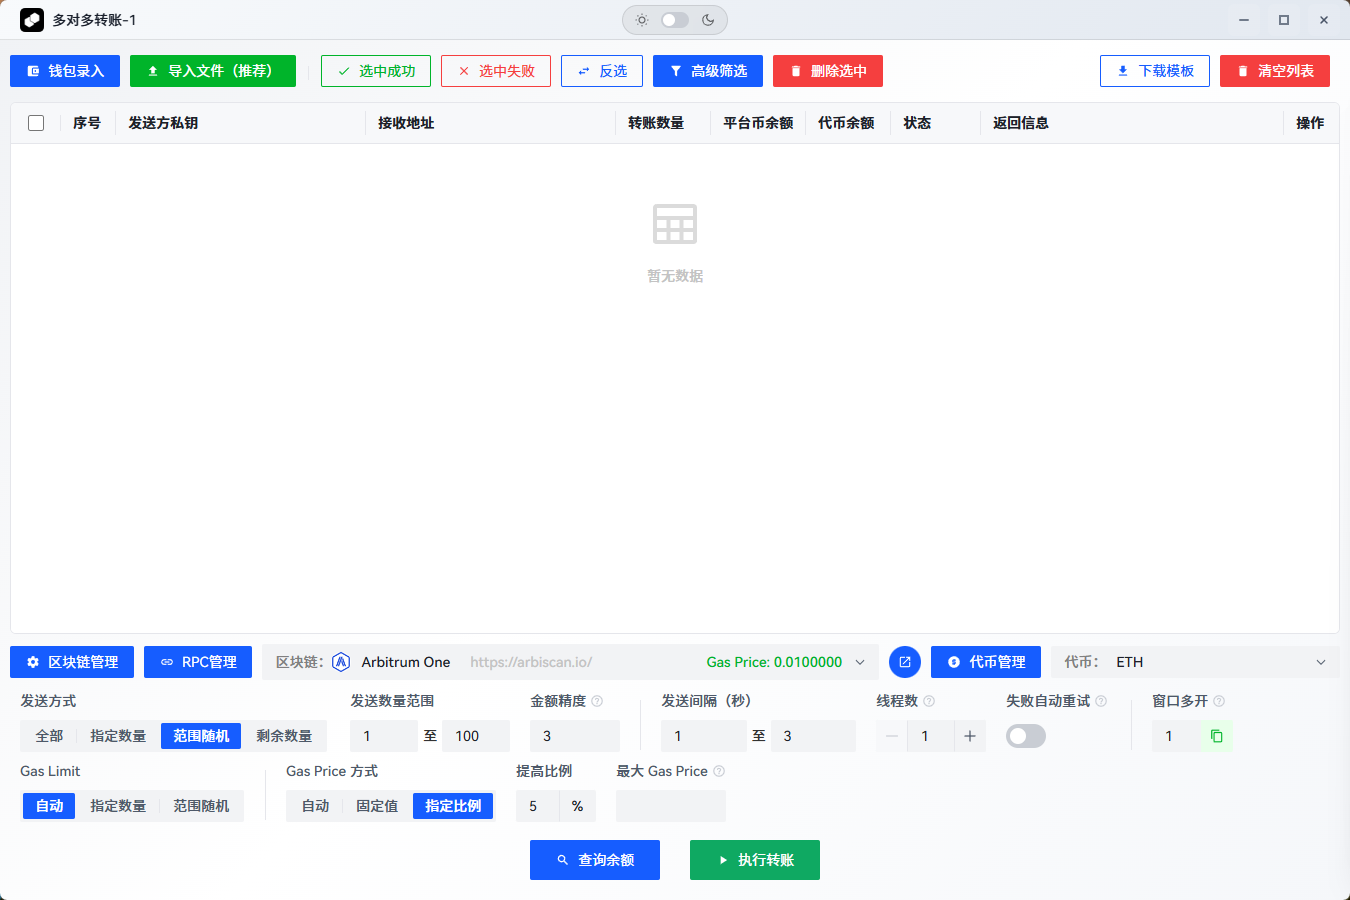 多对多转账-1
钱包录入 导入文件（推荐） 选中成功 选中失败 反选 高级筛选 删除选中 下载模板 清空列表
序号 发送方私钥 接收地址 转账数量 平台币余额 代币余额 状态 返回信息 操作
暂无数据
区块链管理 RPC管理 区块链： Arbitrum One https://arbiscan.io/ Gas Price: 0.0100000 代币管理 代币： ETH
发送方式 发送数量范围 金额精度 发送间隔（秒） 线程数 失败自动重试 窗口多开
全部 指定数量 范围随机 剩余数量 1 至 100 3 1 至 3 1 1
Gas Limit Gas Price 方式 提高比例 最大 Gas Price
自动 指定数量 范围随机 自动 固定值 指定比例 5 %
查询余额 执行转账